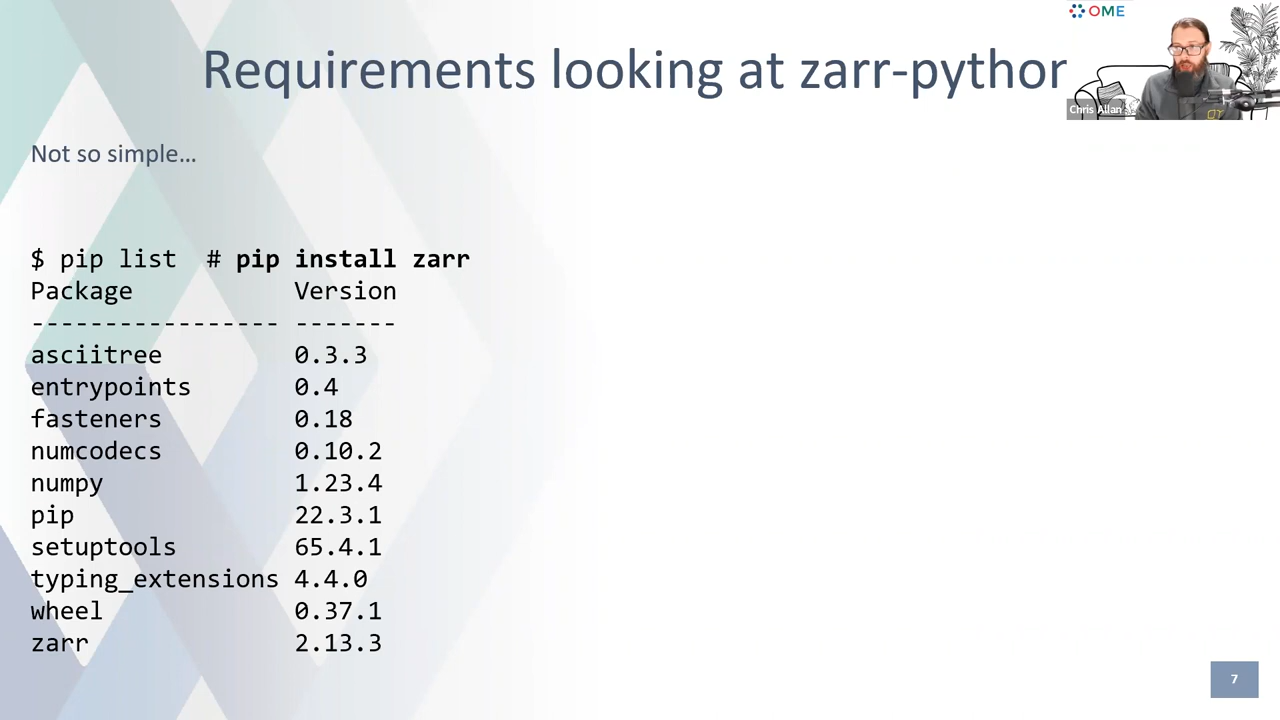 OME
Requirements looking at zarr-pythor
Chris Allan
Not so simple…
$ pip list  # pip install zarr
Package           Version
----------------- -------
asciitree         0.3.3
entrypoints       0.4
fasteners         0.18
numcodecs         0.10.2
numpy             1.23.4
pip               22.3.1
setuptools        65.4.1
typing_extensions 4.4.0
wheel             0.37.1
zarr              2.13.3
7